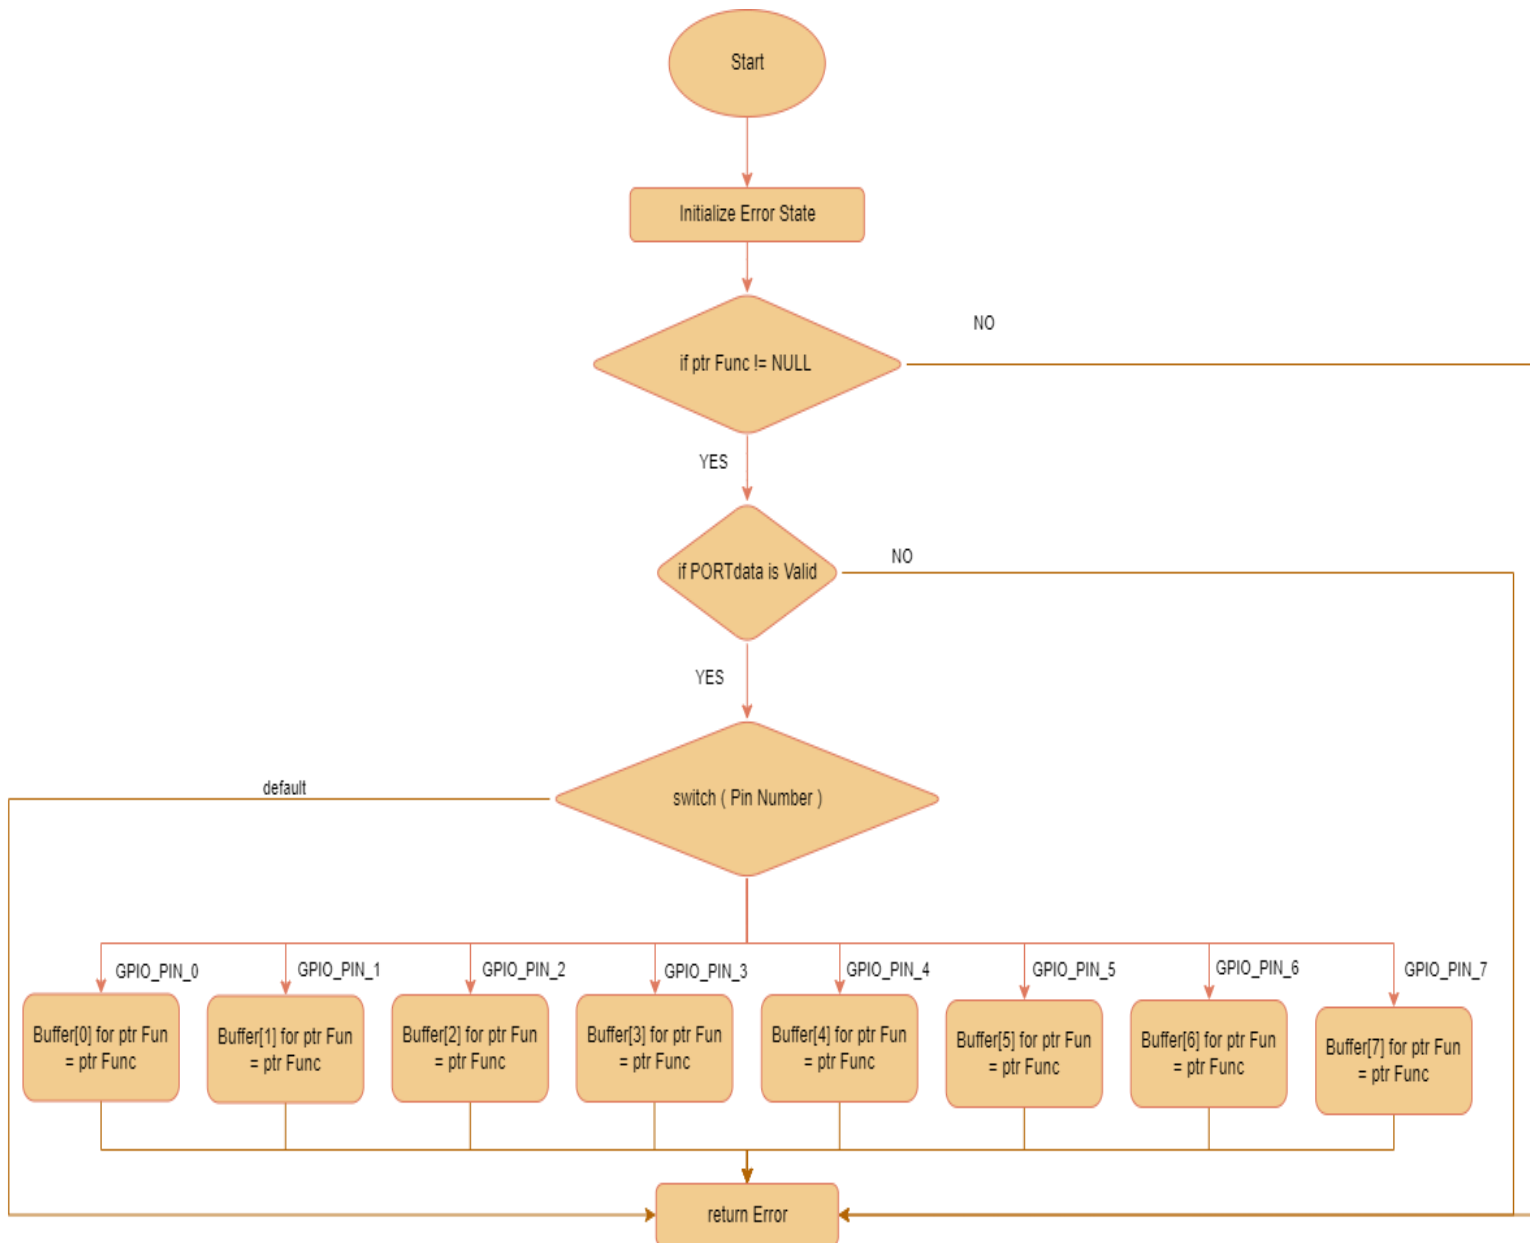 Start
Initialize Error State
NO
if ptr Func != NULL
YES
NO
if PORTdata is Valid
YES
default
switch ( Pin Number )
GPIO_PIN_0
GPIO_PIN_1
GPIO_PIN_2
GPIO_PIN_3
GPIO_PIN_4
GPIO_PIN_5
GPIO_PIN_6
GPIO_PIN_7
Buffer[0] for ptr Fun
= ptr Func
Buffer[1] for ptr Fun
= ptr Func
Buffer[2] for ptr Fun
= ptr Func
Buffer[3] for ptr Fun
= ptr Func
Buffer[4] for ptr Fun
= ptr Func
Buffer[5] for ptr Fun
= ptr Func
Buffer[6] for ptr Fun
= ptr Func
Buffer[7] for ptr Fun
= ptr Func
return Error